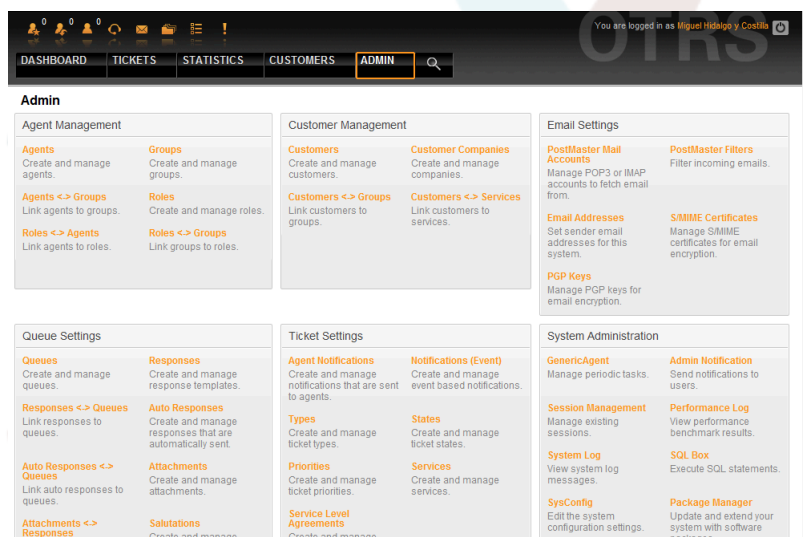 0 0 0
You are logged in as Miguel Hidalgo y Costilla
OTRS
DASHBOARD TICKETS STATISTICS CUSTOMERS ADMIN
Admin
Agent Management
Agents
Create and manage
agents.
Groups
Create and manage
groups.
Agents <-> Groups
Link agents to groups.
Roles
Create and manage roles.
Roles <-> Agents
Link agents to roles.
Roles <-> Groups
Link groups to roles.
Customer Management
Customers
Create and manage
customers.
Customer Companies
Create and manage
companies.
Customers <-> Groups
Link customers to
groups.
Customers <-> Services
Link customers to
services.
Email Settings
PostMaster Mail
Accounts
Manage POP3 or IMAP
accounts to fetch email
from.
PostMaster Filters
Filter incoming emails.
Email Addresses
Set sender email
addresses for this
system.
S/MIME Certificates
Manage S/MIME
certificates for email
encryption.
PGP Keys
Manage PGP keys for
email encryption.
Queue Settings
Queues
Create and manage
queues.
Responses
Create and manage
response templates.
Responses <-> Queues
Link responses to
queues.
Auto Responses
Create and manage
responses that are
automatically sent.
Auto Responses <->
Queues
Link auto responses to
queues.
Attachments
Create and manage
attachments.
Attachments <->
Responses
Salutations
Create and manage
Ticket Settings
Agent Notifications
Create and manage
notifications that are sent
to agents.
Notifications (Event)
Create and manage
event based notifications.
Types
Create and manage
ticket types.
States
Create and manage
ticket states.
Priorities
Create and manage
ticket priorities.
Services
Create and manage
services.
Service Level
Agreements
Create and manage
System Administration
GenericAgent
Manage periodic tasks.
Admin Notification
Send notifications to
users.
Session Management
Manage existing
sessions.
Performance Log
View performance
benchmark results.
System Log
View system log
messages.
SQL Box
Execute SQL statements.
SysConfig
Edit the system
configuration settings.
Package Manager
Update and extend your
system with software